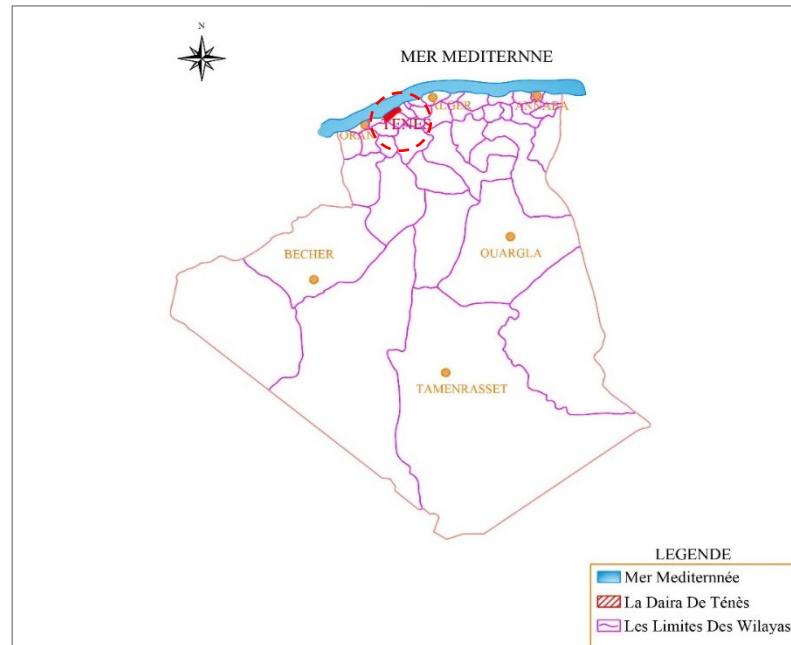 N
MER MEDITERNNE
ALGER
ANNABA
TENES
ORAN
BECHER
OUARGLA
TAMENRASSET
LEGENDE
Mer Mediternnée
La Daira De Ténès
Les Limites Des Wilayas